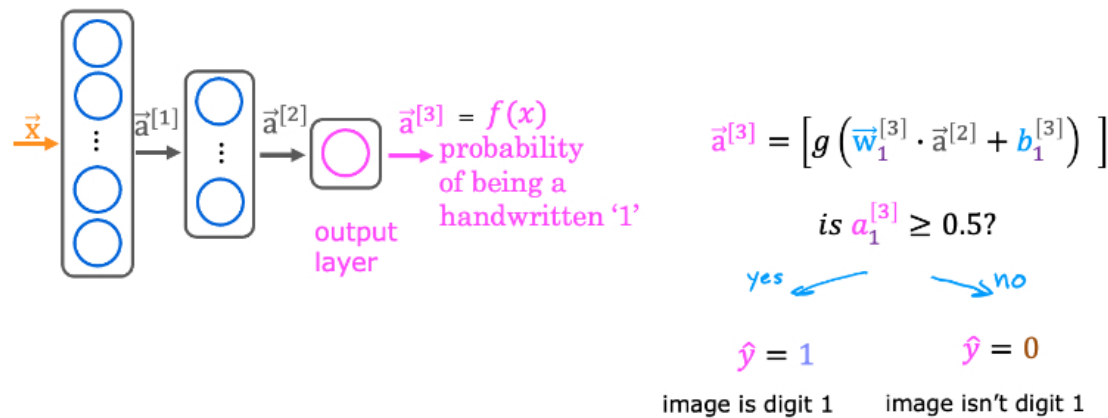 x⃗
a⃗[1]
a⃗[2]
a⃗[3] = f(x)
probability
of being a
handwritten ‘1’
output
layer
a⃗[3] = [g (w⃗₁[3] · a⃗[2] + b₁[3]) ]
is a₁[3] ≥ 0.5?
yes no
ŷ = 1 ŷ = 0
image is digit 1 image isn’t digit 1